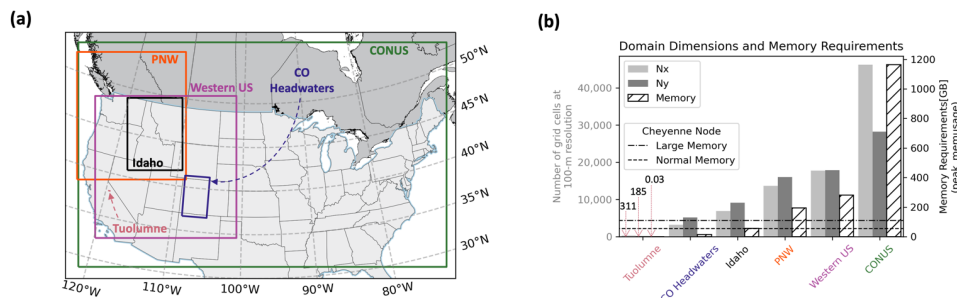 (a)
CONUS
PNW
50°N
Western US
CO
Headwaters
45°N
40°N
Idaho
35°N
Tuolumne
30°N
120°W
110°W
100°W
90°W
80°W
(b)
Domain Dimensions and Memory Requirements
Nx
Ny
Memory
Cheyenne Node
Large Memory
Normal Memory
Number of grid cells at
100-m resolution
40,000
30,000
20,000
10,000
0
311
185
0.03
1200
1000
800
600
400
200
0
Memory Requirements[GB]
(peak_memusage)
Tuolumne
CO Headwaters
Idaho
PNW
Western US
CONUS